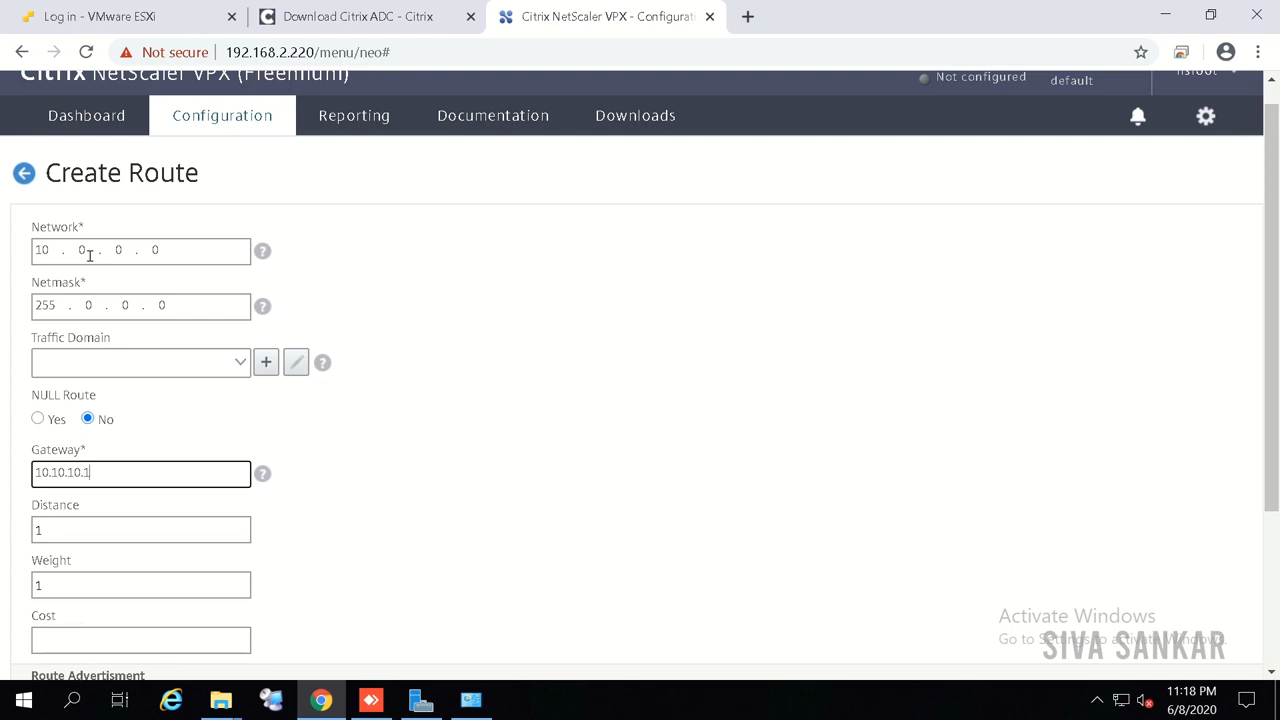 Log in - VMware ESXi
Download Citrix ADC - Citrix
Citrix NetScaler VPX - Configurati
Not secure
192.168.2.220/menu/neo#
Citrix NetScaler VPX (Freemium)
Not configured
default
nsroot
Dashboard
Configuration
Reporting
Documentation
Downloads
Create Route
Network*
10 . 0 . 0 . 0
?
Netmask*
255 . 0 . 0 . 0
?
Traffic Domain
+
?
NULL Route
Yes
No
Gateway*
10.10.10.1
?
Distance
1
Weight
1
Cost
Activate Windows
Go to Settings to activate Windows.
SIVA SANKAR
Route Advertisment
11:18 PM
6/8/2020